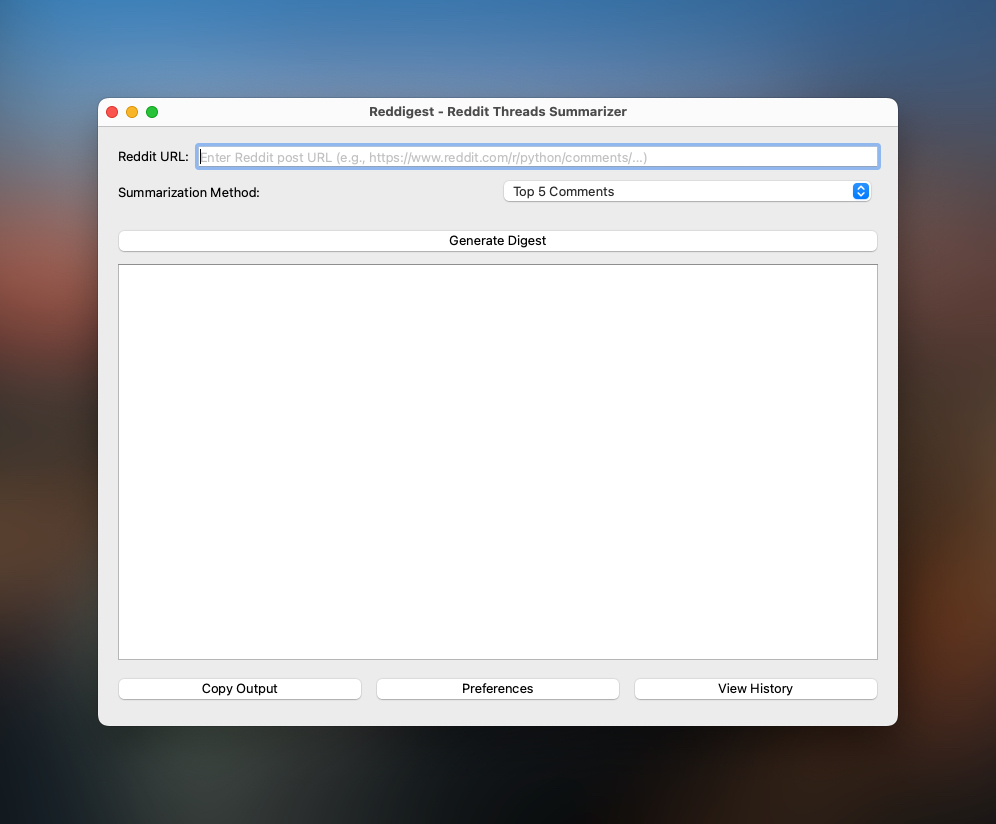 Reddigest - Reddit Threads Summarizer
Reddit URL: Enter Reddit post URL (e.g., https://www.reddit.com/r/python/comments/...)
Summarization Method: Top 5 Comments
Generate Digest
Copy Output Preferences View History